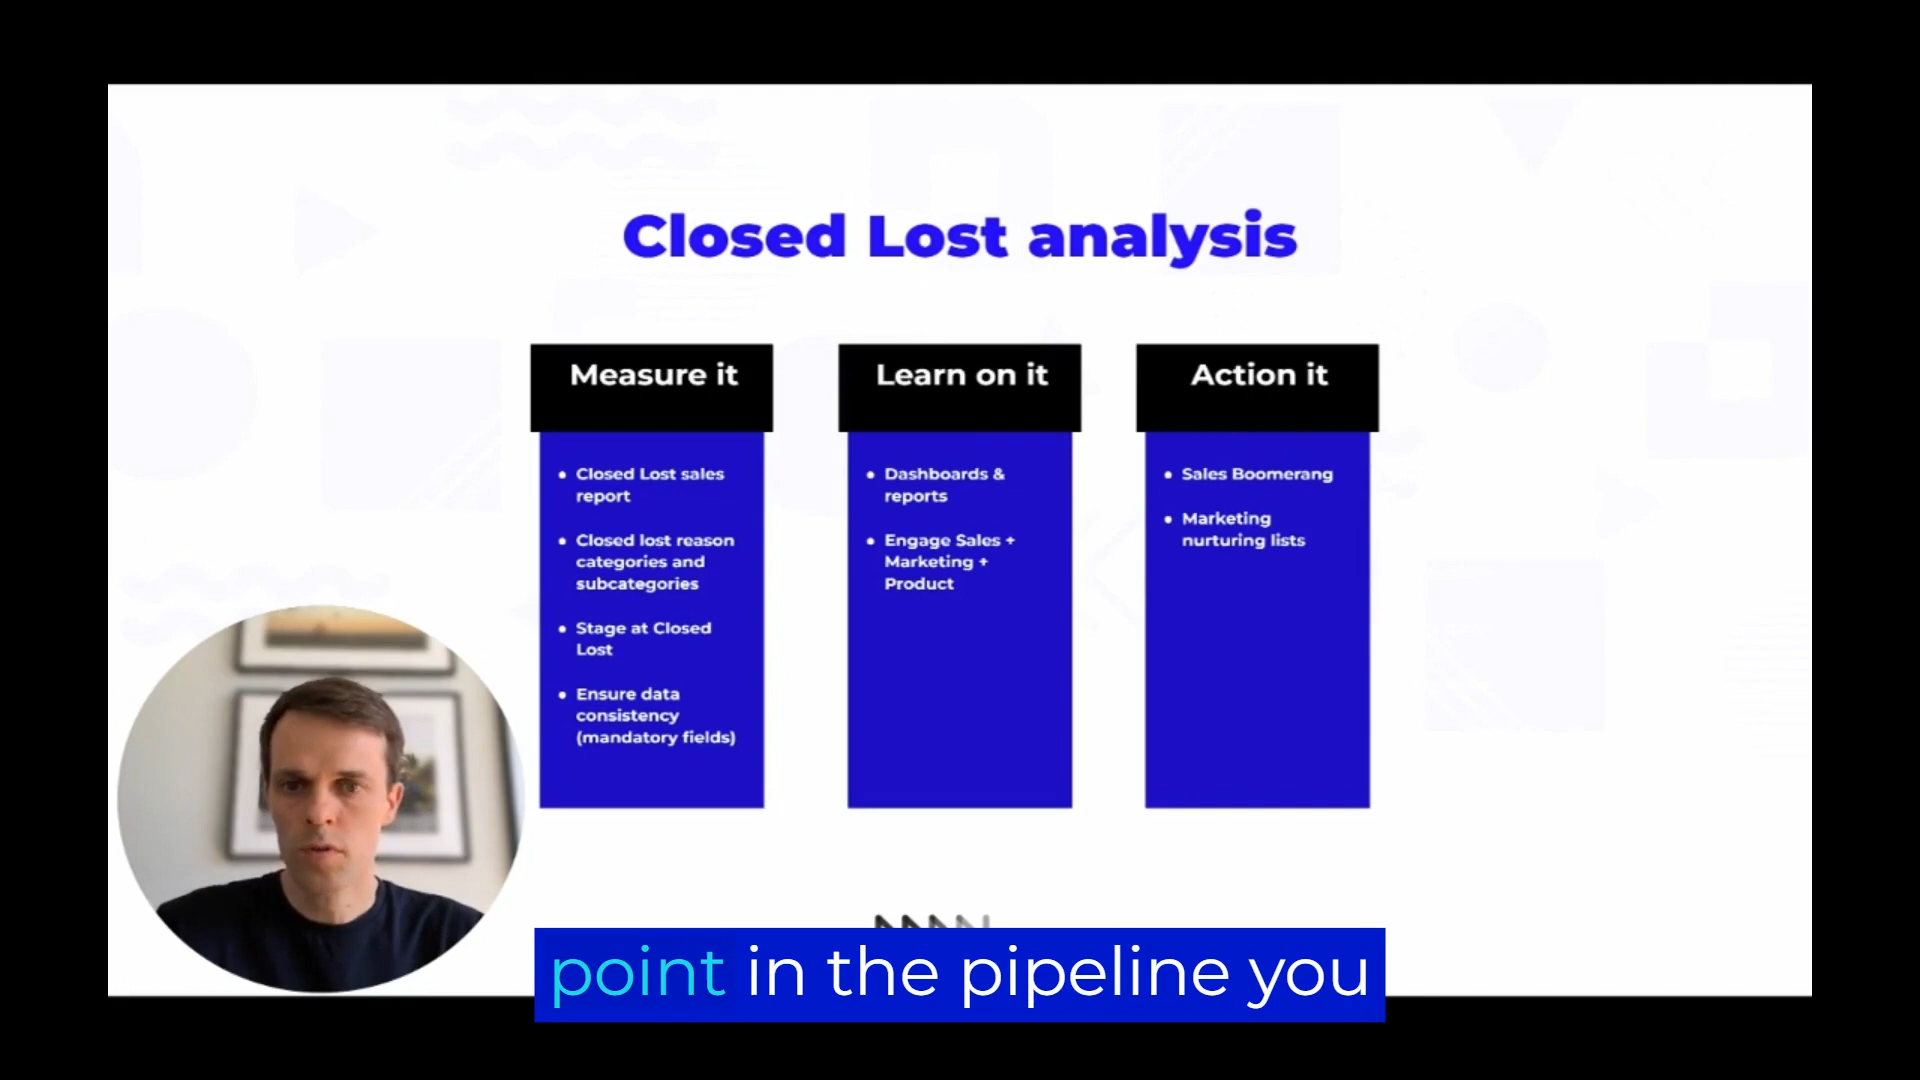 Closed Lost analysis
Measure it
• Closed Lost sales
report
• Closed lost reason
categories and
subcategories
• Stage at Closed
Lost
• Ensure data
consistency
(mandatory fields)
Learn on it
• Dashboards &
reports
• Engage Sales +
Marketing +
Product
Action it
• Sales Boomerang
• Marketing
nurturing lists
point in the pipeline you